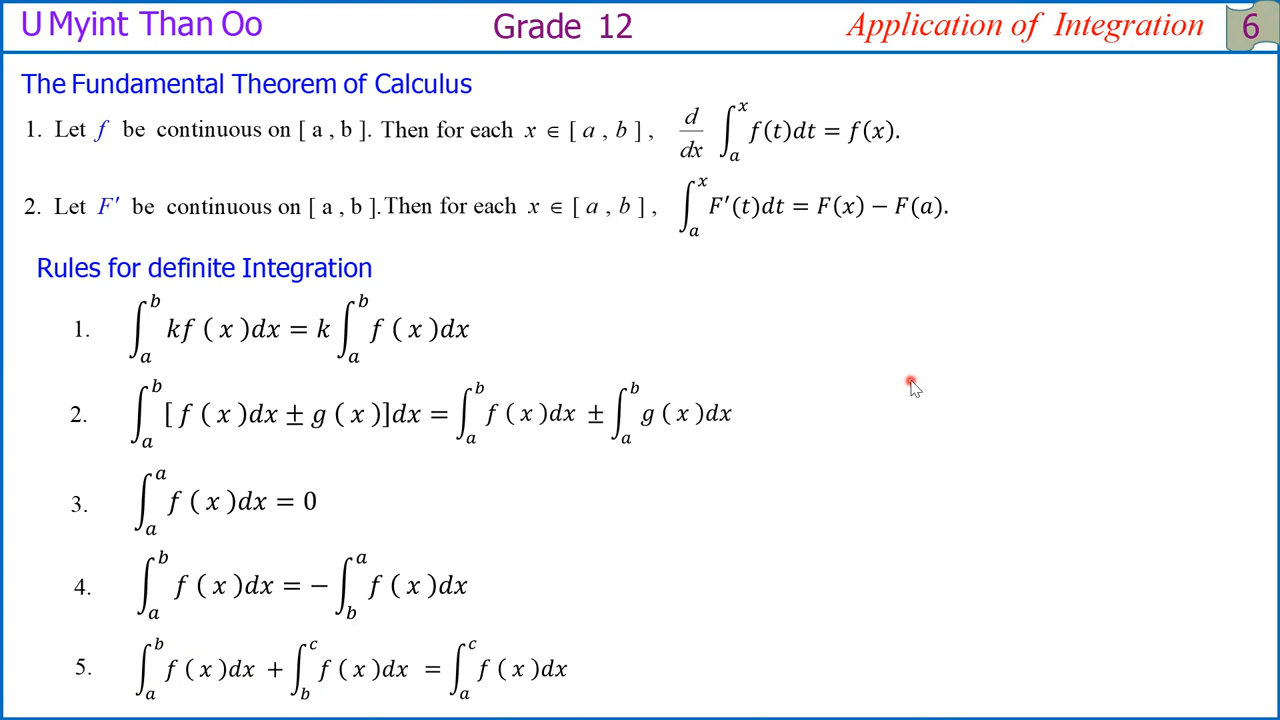 U Myint Than Oo Grade 12 Application of Integration 6
The Fundamental Theorem of Calculus
1. Let f be continuous on [ a , b ]. Then for each x ∈ [ a , b ] , d/dx ∫_a^x f(t)dt = f(x).
2. Let F′ be continuous on [ a , b ].Then for each x ∈ [ a , b ] , ∫_a^x F′(t)dt = F(x) − F(a).
Rules for definite Integration
1. ∫_a^b kf ( x )dx = k ∫_a^b f ( x )dx
2. ∫_a^b [ f ( x )dx ± g ( x )]dx = ∫_a^b f ( x )dx ± ∫_a^b g ( x )dx
3. ∫_a^a f ( x )dx = 0
4. ∫_a^b f ( x )dx = − ∫_b^a f ( x )dx
5. ∫_a^b f ( x )dx + ∫_b^c f ( x )dx = ∫_a^c f ( x )dx